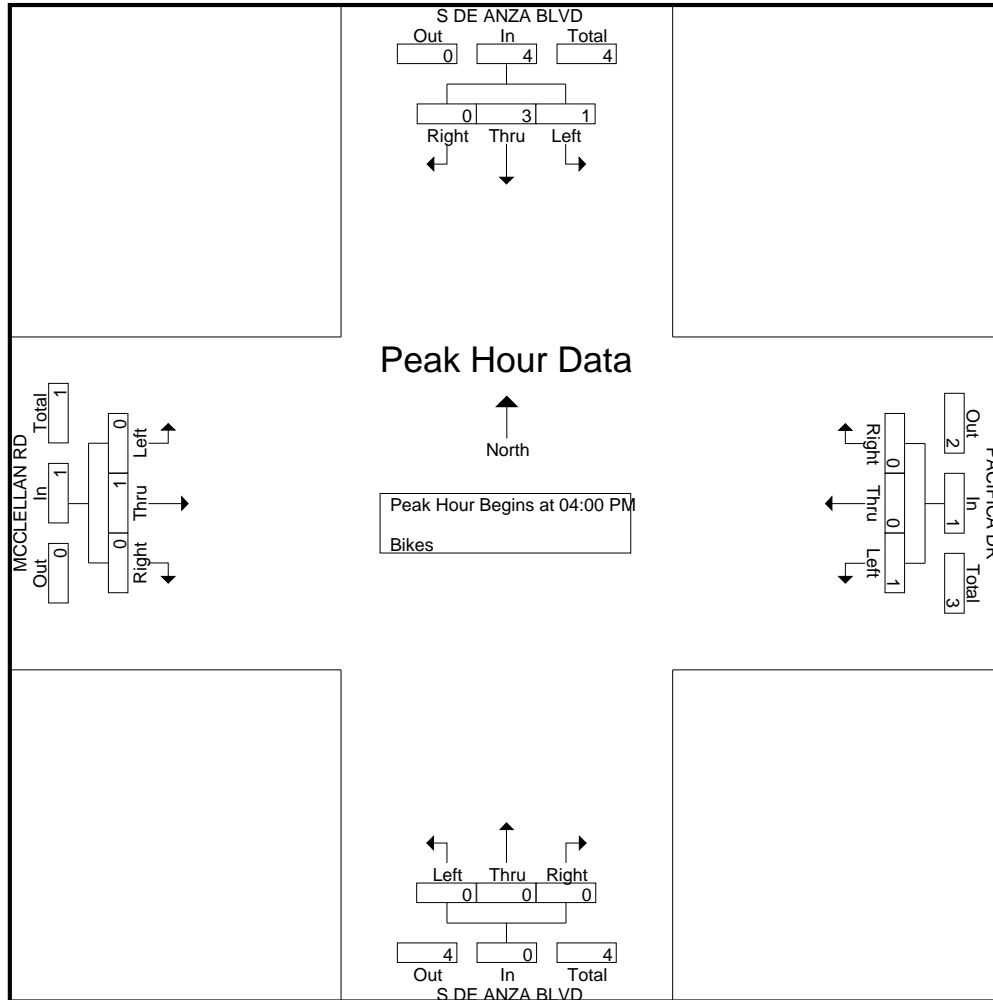 S DE ANZA BLVD
Out In Total
0 4 4
0 3 1
Right Thru Left
Peak Hour Data
North
Peak Hour Begins at 04:00 PM
Bikes
MCCLELLAN RD
Out In Total
0 1 1
0 1 0
Right Thru Left
PACIFICA DR
Out In Total
2 1 3
0 0 1
Right Thru Left
Left Thru Right
0 0 0
4 0 4
Out In Total
S DE ANZA BLVD